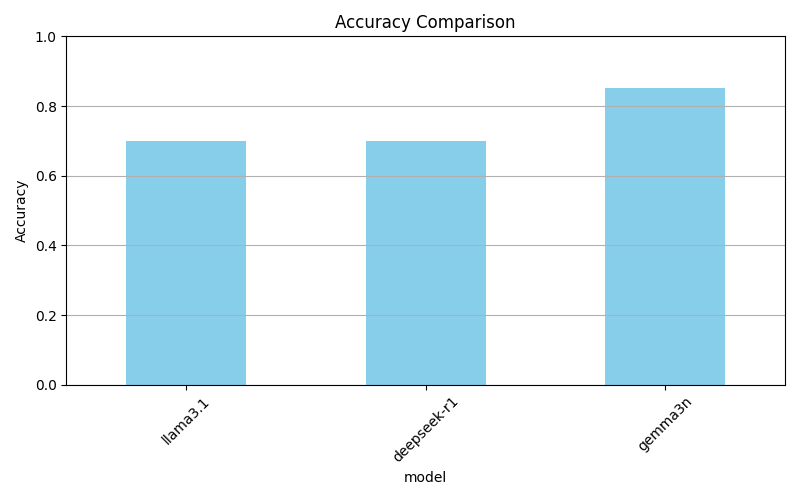 Accuracy Comparison
1.0
0.8
0.6
0.4
0.2
0.0
Accuracy
llama3.1
deepseek-r1
gemma3n
model